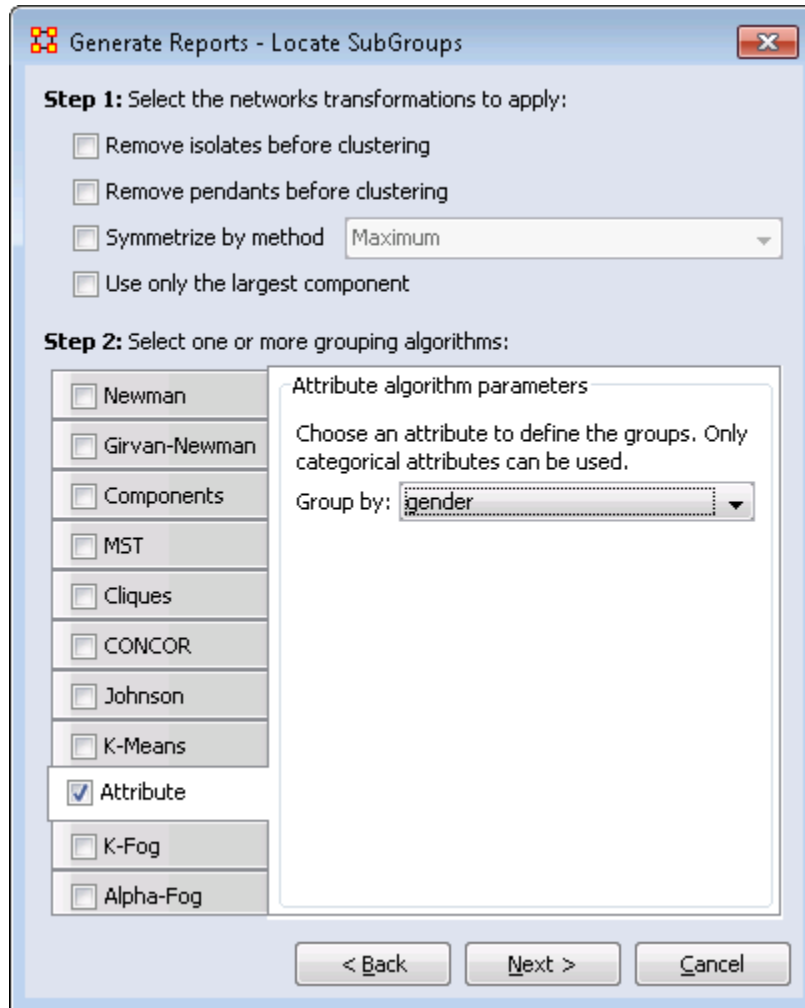 Generate Reports - Locate SubGroups
Step 1: Select the networks transformations to apply:
Remove isolates before clustering
Remove pendants before clustering
Symmetrize by method Maximum
Use only the largest component
Step 2: Select one or more grouping algorithms:
Newman
Girvan-Newman
Components
MST
Cliques
CONCOR
Johnson
K-Means
Attribute
K-Fog
Alpha-Fog
Attribute algorithm parameters
Choose an attribute to define the groups. Only
categorical attributes can be used.
Group by: gender
< Back Next > Cancel